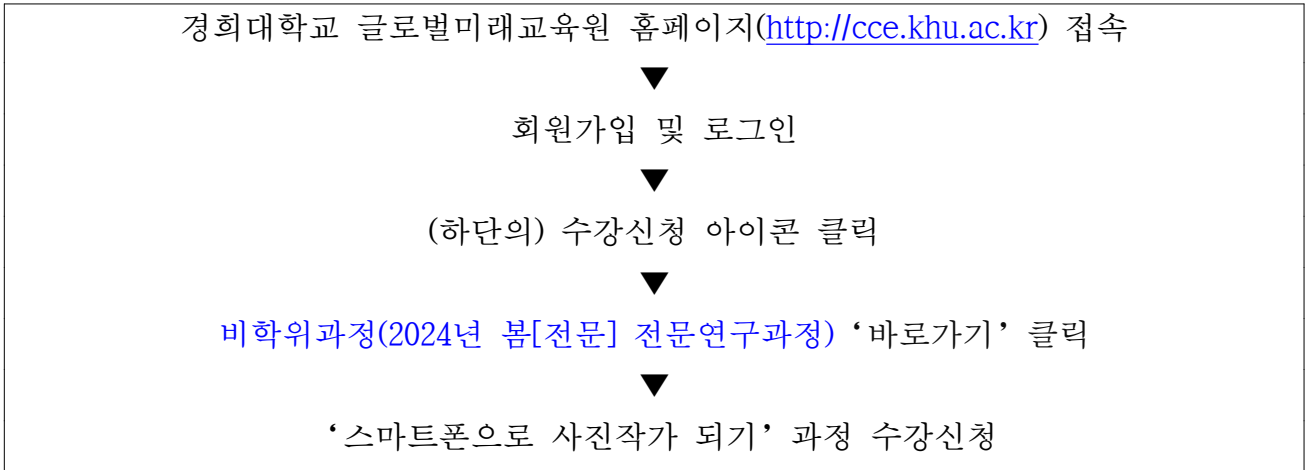 경희대학교 글로벌미래교육원 홈페이지(http://cce.khu.ac.kr) 접속
▼
회원가입 및 로그인
▼
(하단의) 수강신청 아이콘 클릭
▼
비학위과정(2024년 봄[전문] 전문연구과정) ‘바로가기’ 클릭
▼
‘스마트폰으로 사진작가 되기’ 과정 수강신청